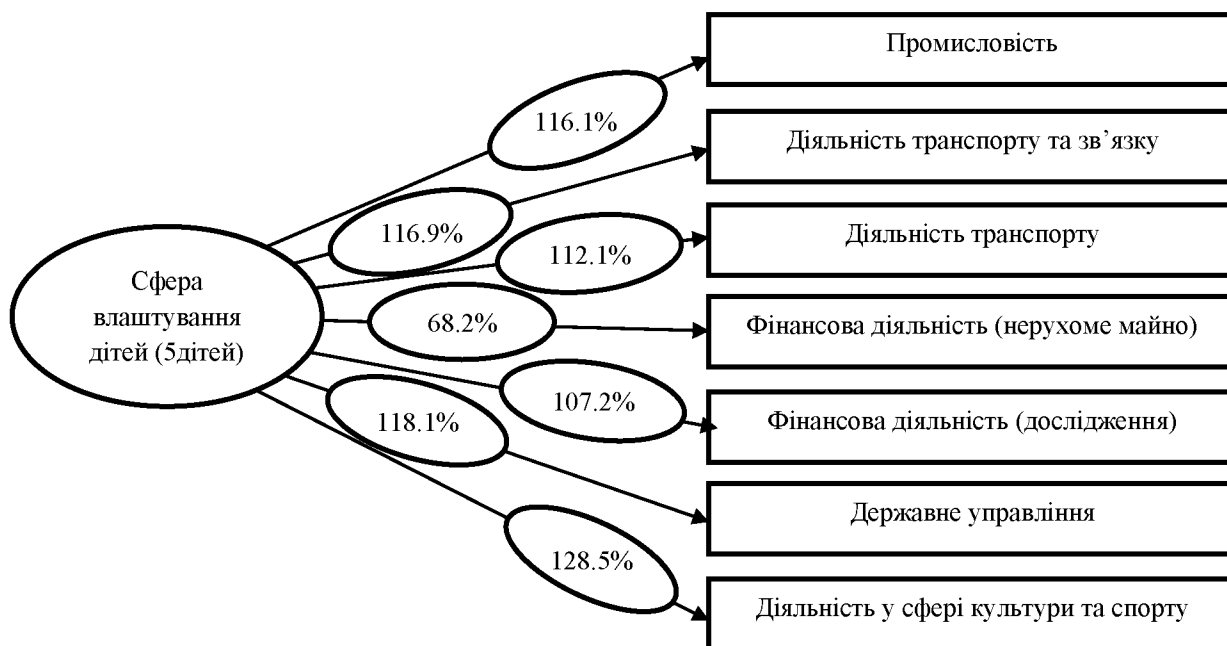 Промисловість
116.1%
Діяльність транспорту та зв’язку
116.9%
Діяльність транспорту
112.1%
Сфера
влаштування
дітей (5дітей)
68.2%
Фінансова діяльність (нерухоме майно)
107.2%
Фінансова діяльність (дослідження)
118.1%
Державне управління
128.5%
Діяльність у сфері культури та спорту